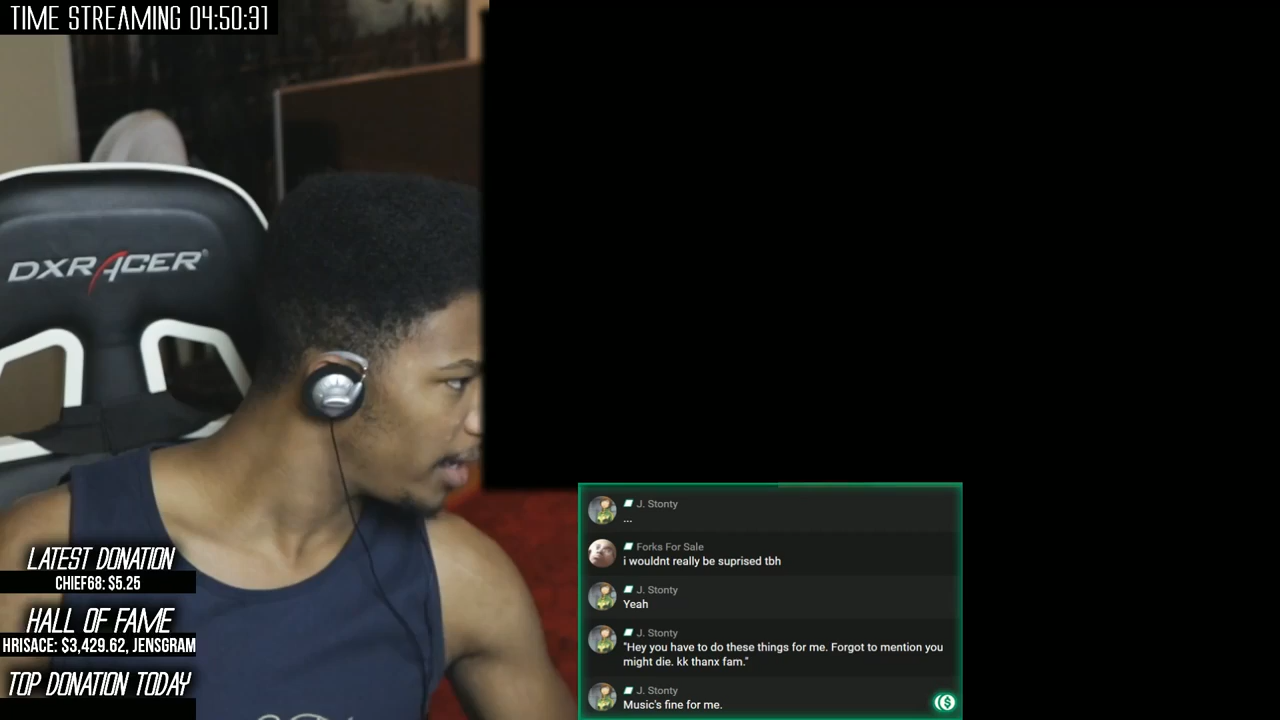 TIME STREAMING 04:50:31
DXRACER
LATEST DONATION
CHIEF68: $5.25
HALL OF FAME
HRISACE: $3,429.62, JENSGRAM
TOP DONATION TODAY
J. Stonty
...
Forks For Sale
i wouldnt really be suprised tbh
J. Stonty
Yeah
J. Stonty
"Hey you have to do these things for me. Forgot to mention you
might die. kk thanx fam."
J. Stonty
Music's fine for me.